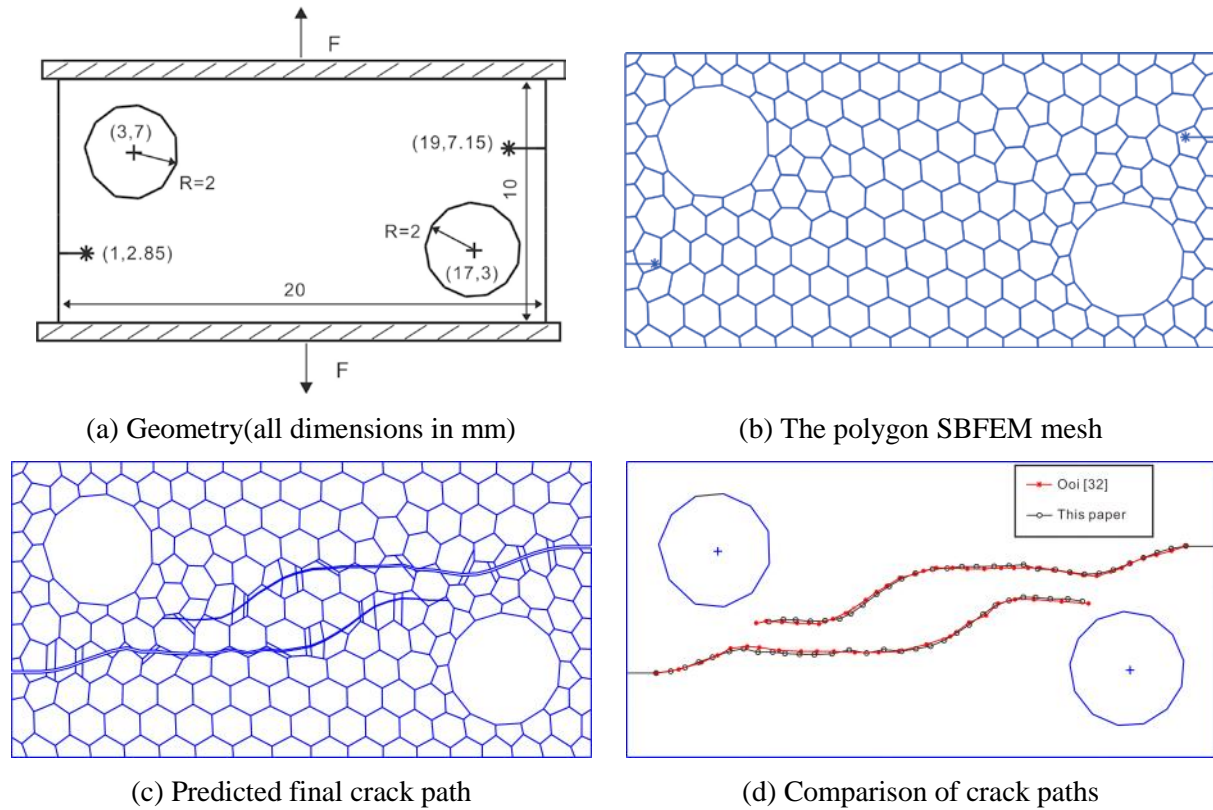 F
(3,7)
R=2
(19,7.15)
10
R=2
(1,2.85)
(17,3)
20
F
(a) Geometry(all dimensions in mm)
(b) The polygon SBFEM mesh
Ooi [32]
This paper
(c) Predicted final crack path
(d) Comparison of crack paths